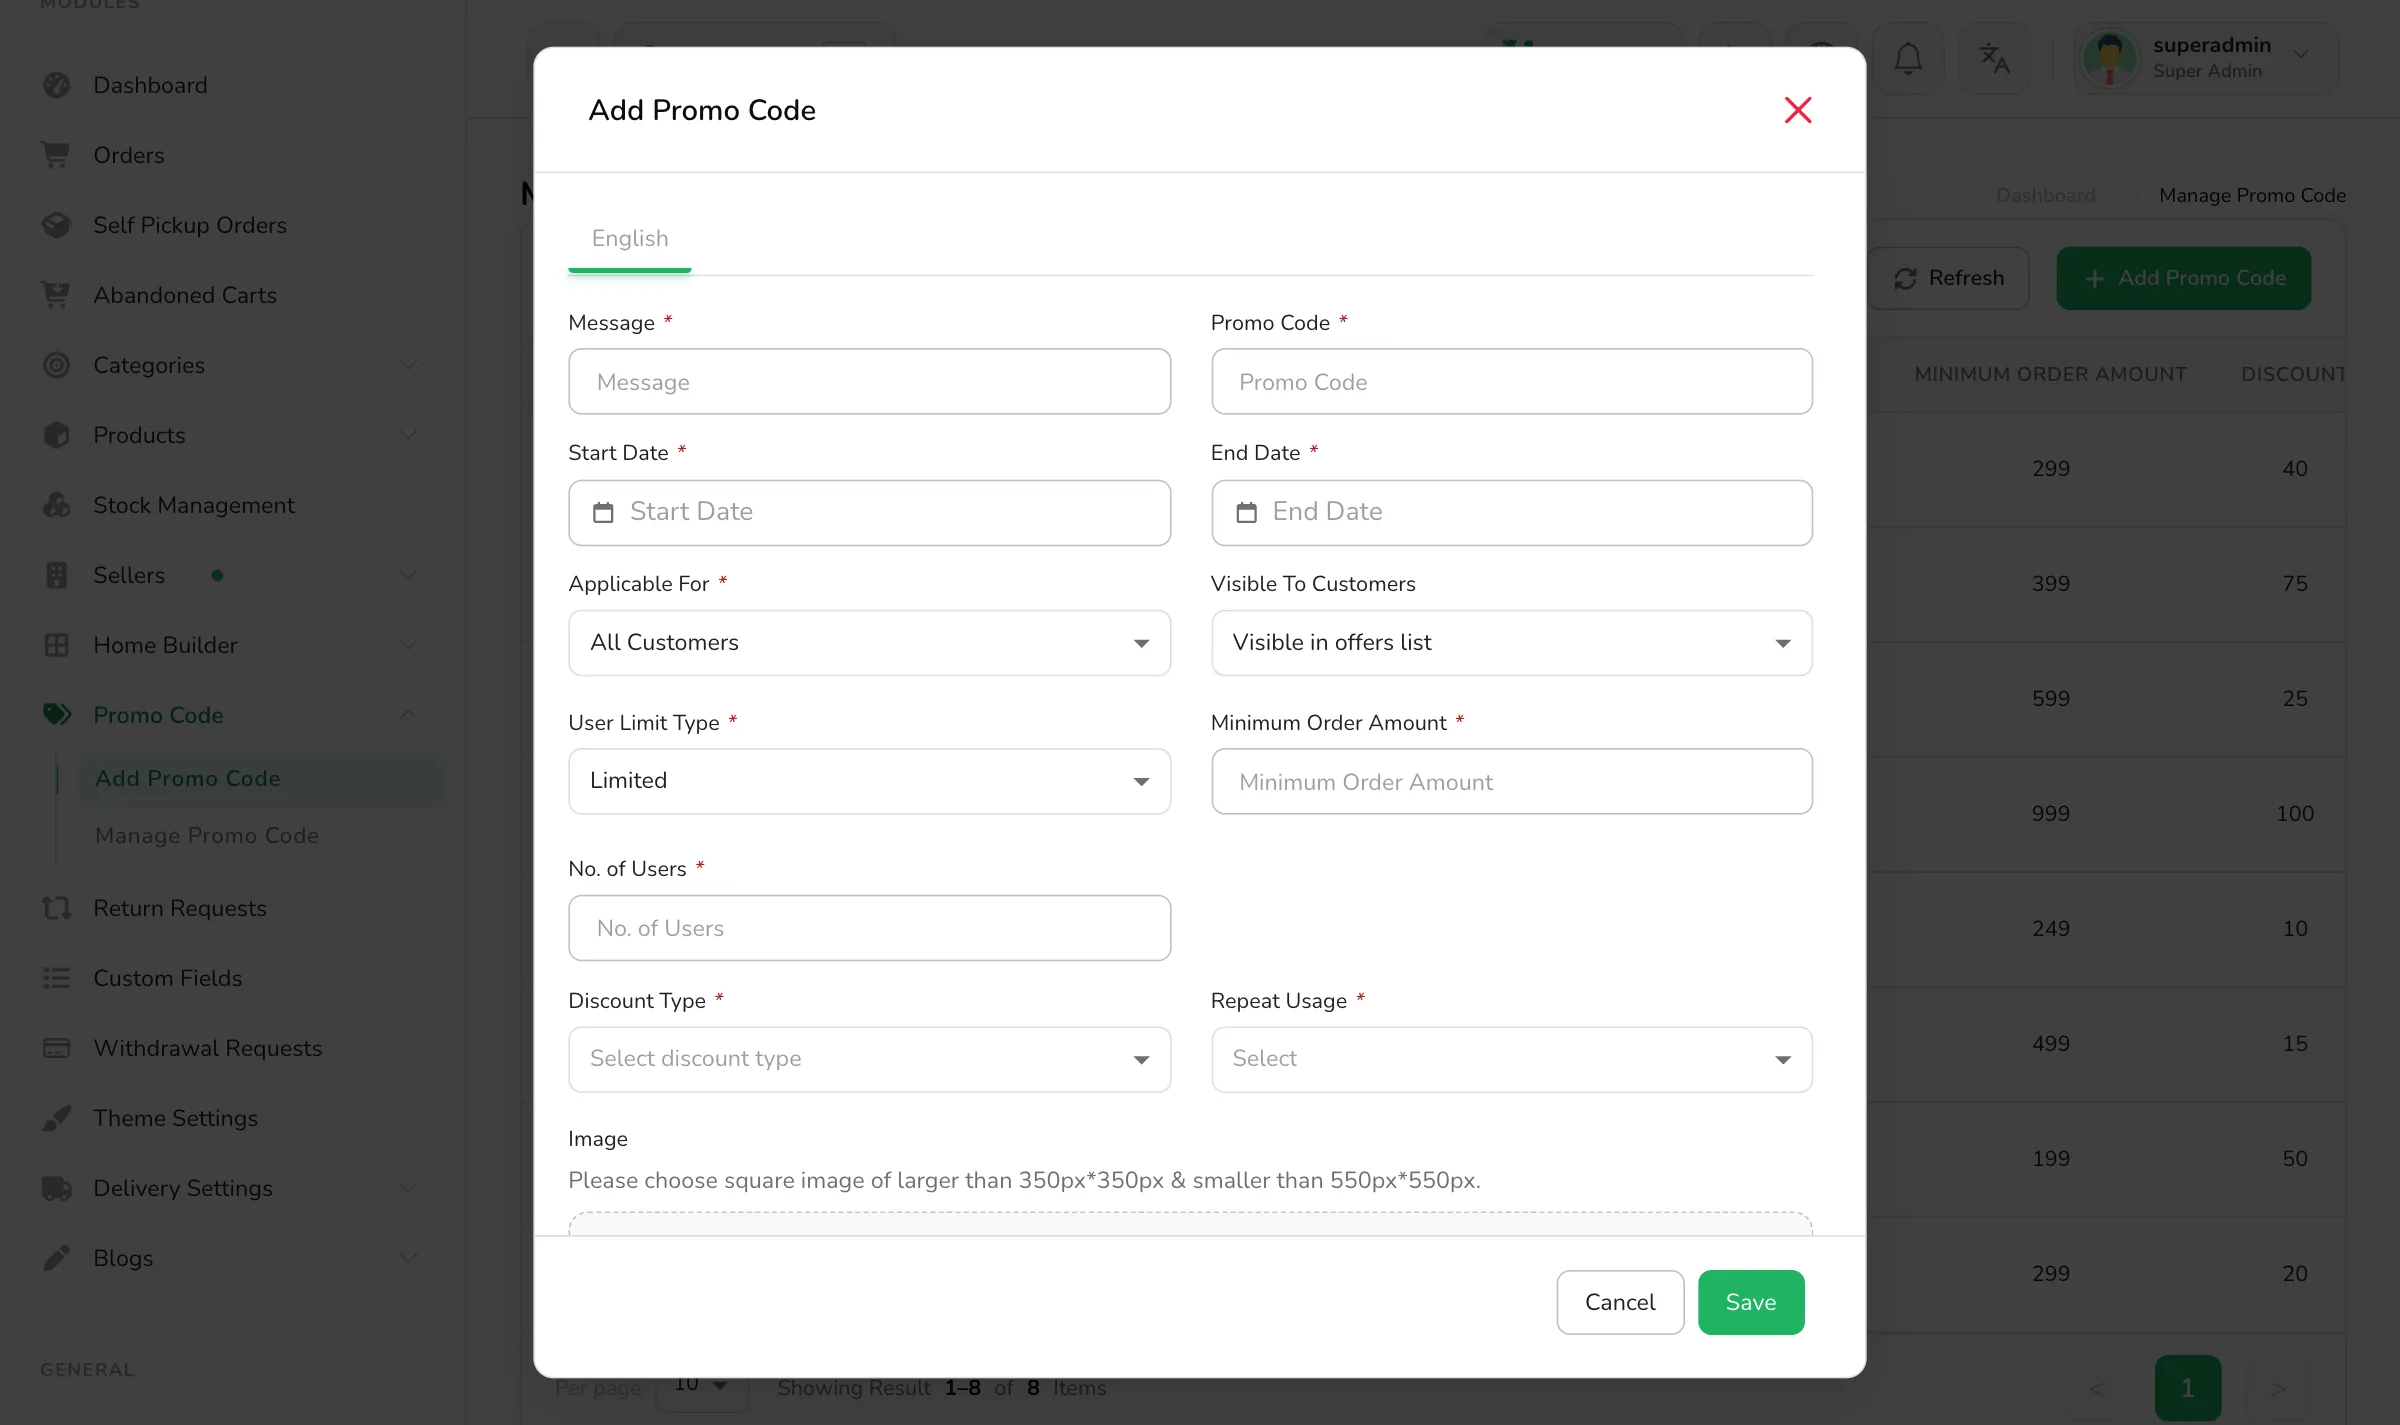 MODULES
Dashboard
Orders
Self Pickup Orders
Abandoned Carts
Categories
Products
Stock Management
Sellers
Home Builder
Promo Code
Add Promo Code
Manage Promo Code
Return Requests
Custom Fields
Withdrawal Requests
Theme Settings
Delivery Settings
Blogs
GENERAL
superadmin
Super Admin
Dashboard
Manage Promo Code
Refresh
+ Add Promo Code
MINIMUM ORDER AMOUNT DISCOUNT
299 40
399 75
599 25
999 100
249 10
499 15
199 50
299 20
Add Promo Code
English
Message *
Message
Promo Code *
Promo Code
Start Date *
Start Date
End Date *
End Date
Applicable For *
All Customers
Visible To Customers
Visible in offers list
User Limit Type *
Limited
Minimum Order Amount *
Minimum Order Amount
No. of Users *
No. of Users
Discount Type *
Select discount type
Repeat Usage *
Select
Image
Please choose square image of larger than 350px*350px & smaller than 550px*550px.
Cancel
Save
Per page 10 Showing Result 1–8 of 8 Items
< 1 >